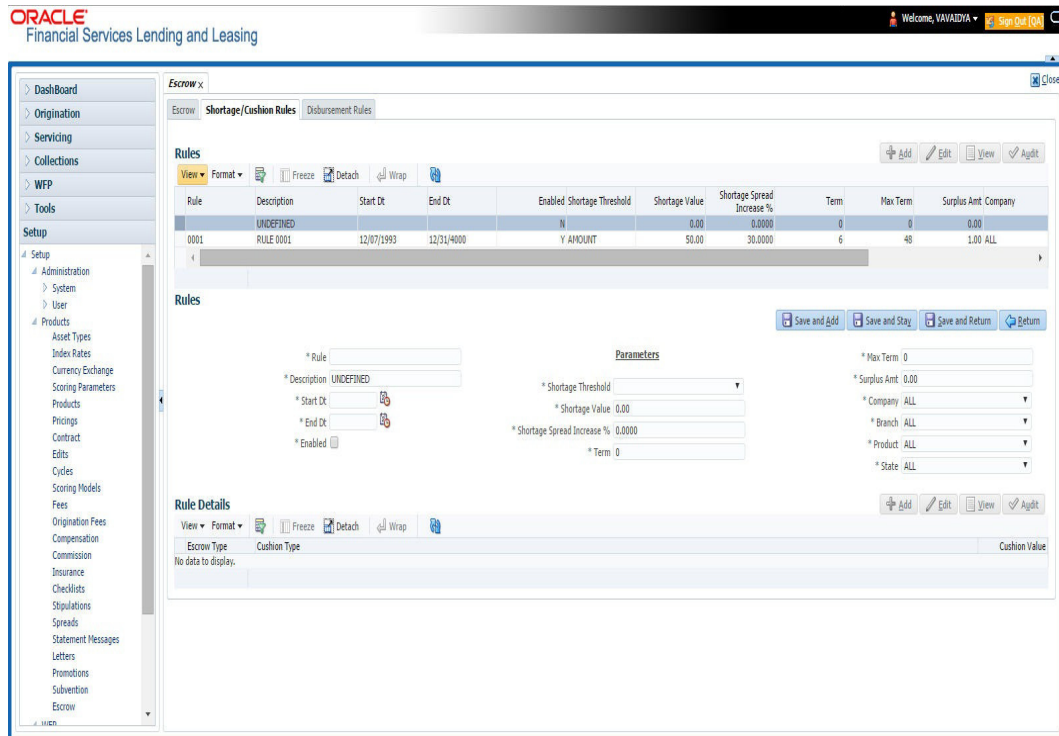 ORACLE'
Financial Services Lending and Leasing
Welcome, VAVAIDYA
Sign Out [QA]
DashBoard
Origination
Servicing
Collections
WFP
Tools
Setup
Setup
Administration
System
User
Products
Asset Types
Index Rates
Currency Exchange
Scoring Parameters
Products
Pricings
Contract
Edits
Cycles
Scoring Models
Fees
Origination Fees
Compensation
Commission
Insurance
Checklists
Stipulations
Spreads
Statement Messages
Letters
Promotions
Subvention
Escrow
WFP
Escrow x
Close
Escrow Shortage/Cushion Rules Disbursement Rules
Rules
Add Edit View Audit
View Format Freeze Detach Wrap
Rule Description Start Dt End Dt Enabled Shortage Threshold Shortage Value Shortage Spread Increase % Term Max Term Surplus Amt Company
UNDEFINED N 0.00 0.0000 0 0 0.00
0001 RULE 0001 12/07/1993 12/31/4000 Y AMOUNT 50.00 30.0000 6 48 1.00 ALL
Rules
Save and Add Save and Stay Save and Return Return
* Rule
* Description UNDEFINED
* Start Dt
* End Dt
* Enabled
Parameters
* Shortage Threshold
* Shortage Value 0.00
* Shortage Spread Increase % 0.0000
* Term 0
* Max Term 0
* Surplus Amt 0.00
* Company ALL
* Branch ALL
* Product ALL
* State ALL
Rule Details
Add Edit View Audit
View Format Freeze Detach Wrap
Escrow Type Cushion Type Cushion Value
No data to display.